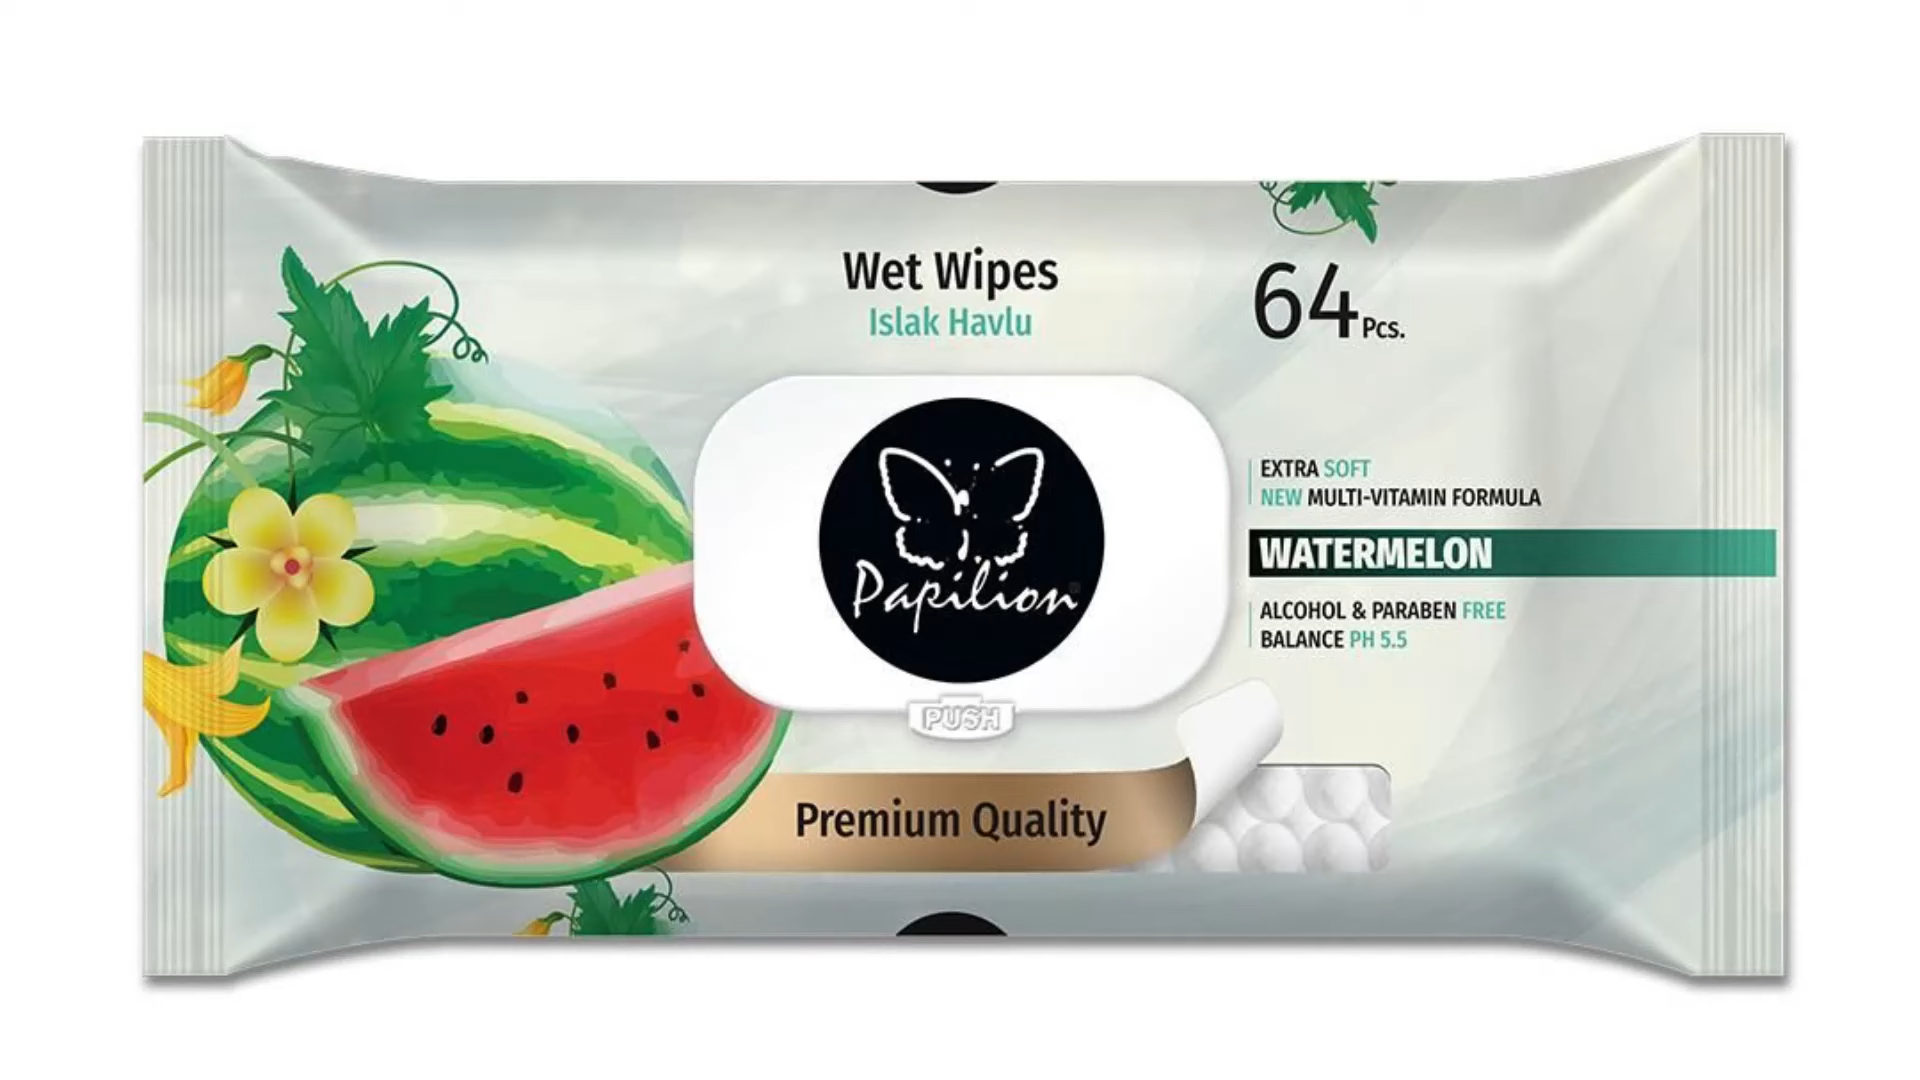 Wet Wipes
Islak Havlu
64 Pcs.
EXTRA SOFT
NEW MULTI-VITAMIN FORMULA
WATERMELON
ALCOHOL & PARABEN FREE
BALANCE PH 5.5
Papilion
PUSH
Premium Quality